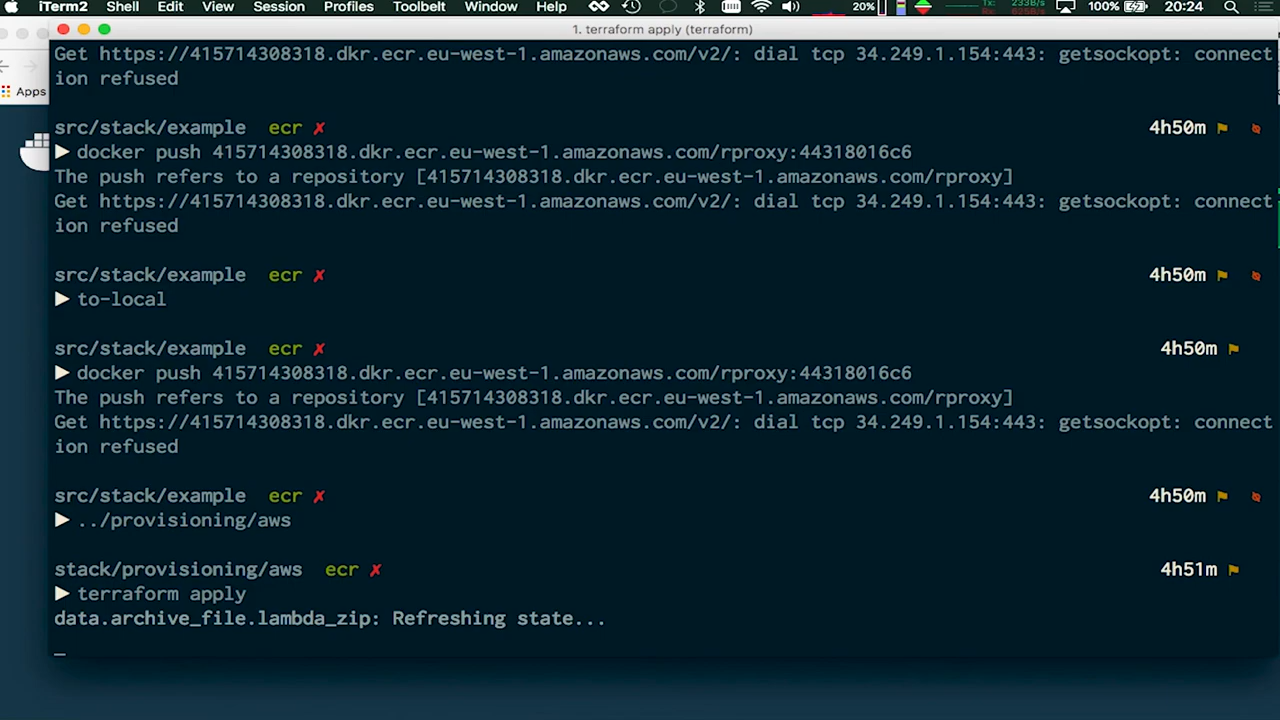 iTerm2 Shell Edit View Session Profiles Toolbelt Window Help 20% 100% 20:24
1. terraform apply (terraform)
Apps
Get https://415714308318.dkr.ecr.eu-west-1.amazonaws.com/v2/: dial tcp 34.249.1.154:443: getsockopt: connect
ion refused
src/stack/example ecr ✗ 4h50m
▶ docker push 415714308318.dkr.ecr.eu-west-1.amazonaws.com/rproxy:44318016c6
The push refers to a repository [415714308318.dkr.ecr.eu-west-1.amazonaws.com/rproxy]
Get https://415714308318.dkr.ecr.eu-west-1.amazonaws.com/v2/: dial tcp 34.249.1.154:443: getsockopt: connect
ion refused
src/stack/example ecr ✗ 4h50m
▶ to-local
src/stack/example ecr ✗ 4h50m
▶ docker push 415714308318.dkr.ecr.eu-west-1.amazonaws.com/rproxy:44318016c6
The push refers to a repository [415714308318.dkr.ecr.eu-west-1.amazonaws.com/rproxy]
Get https://415714308318.dkr.ecr.eu-west-1.amazonaws.com/v2/: dial tcp 34.249.1.154:443: getsockopt: connect
ion refused
src/stack/example ecr ✗ 4h50m
▶ ../provisioning/aws
stack/provisioning/aws ecr ✗ 4h51m
▶ terraform apply
data.archive_file.lambda_zip: Refreshing state...